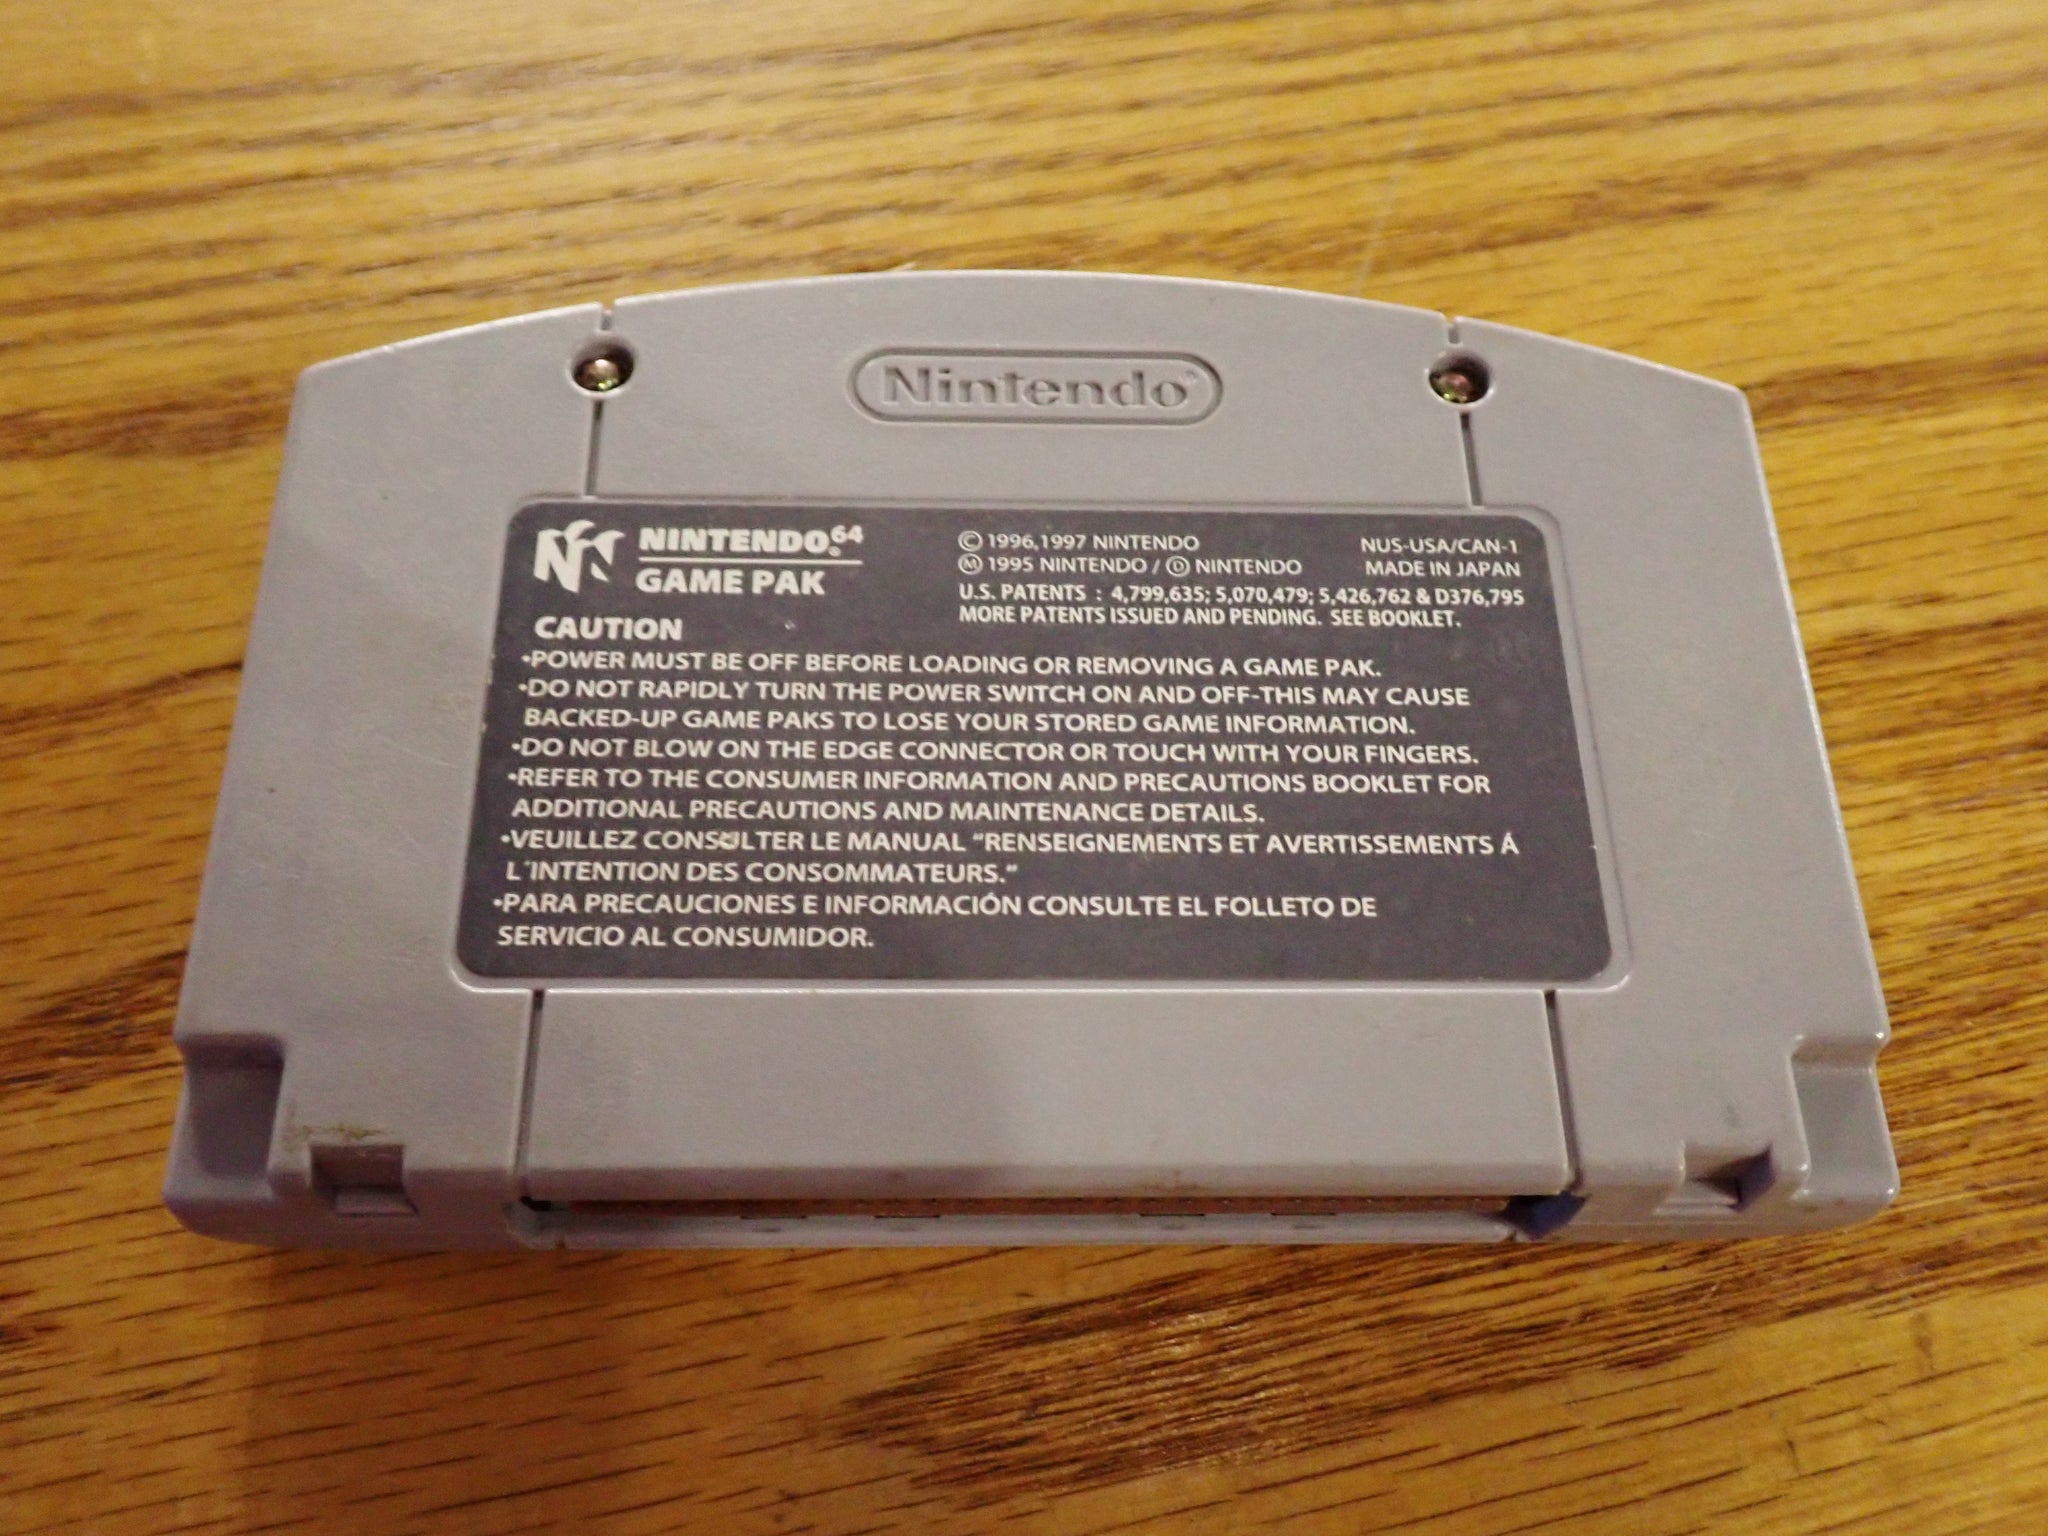 Nintendo®
NINTENDO®64
GAME PAK
© 1996,1997 NINTENDO
Ⓜ 1995 NINTENDO / Ⓓ NINTENDO
NUS-USA/CAN-1
MADE IN JAPAN
U.S. PATENTS : 4,799,635; 5,070,479; 5,426,762 & D376,795
MORE PATENTS ISSUED AND PENDING. SEE BOOKLET.
CAUTION
•POWER MUST BE OFF BEFORE LOADING OR REMOVING A GAME PAK.
•DO NOT RAPIDLY TURN THE POWER SWITCH ON AND OFF-THIS MAY CAUSE
BACKED-UP GAME PAKS TO LOSE YOUR STORED GAME INFORMATION.
•DO NOT BLOW ON THE EDGE CONNECTOR OR TOUCH WITH YOUR FINGERS.
•REFER TO THE CONSUMER INFORMATION AND PRECAUTIONS BOOKLET FOR
ADDITIONAL PRECAUTIONS AND MAINTENANCE DETAILS.
•VEUILLEZ CONSULTER LE MANUAL "RENSEIGNEMENTS ET AVERTISSEMENTS Á
L'INTENTION DES CONSOMMATEURS."
•PARA PRECAUCIONES E INFORMACIÓN CONSULTE EL FOLLETO DE
SERVICIO AL CONSUMIDOR.